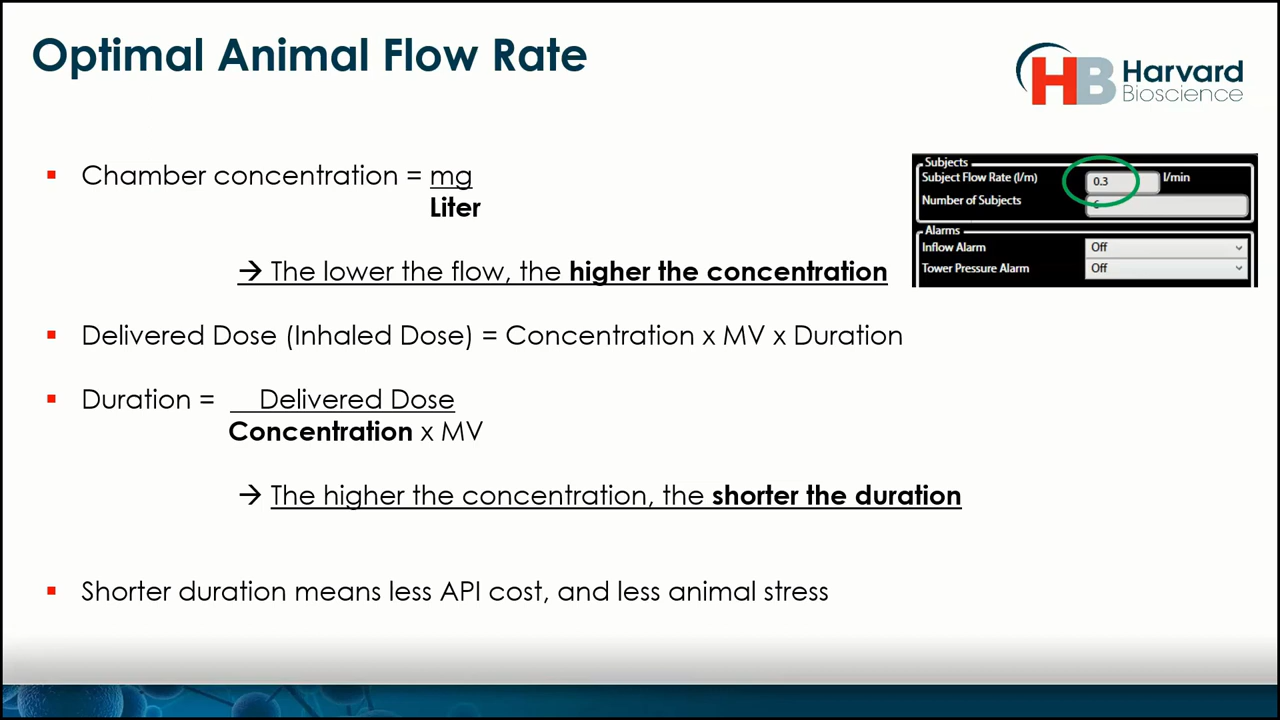 Optimal Animal Flow Rate
HB Harvard
Bioscience
▪ Chamber concentration = mg
Liter
→ The lower the flow, the higher the concentration
Subjects
Subject Flow Rate (l/m) 0.3 l/min
Number of Subjects
Alarms
Inflow Alarm Off
Tower Pressure Alarm Off
▪ Delivered Dose (Inhaled Dose) = Concentration x MV x Duration
▪ Duration = Delivered Dose
Concentration x MV
→ The higher the concentration, the shorter the duration
▪ Shorter duration means less API cost, and less animal stress